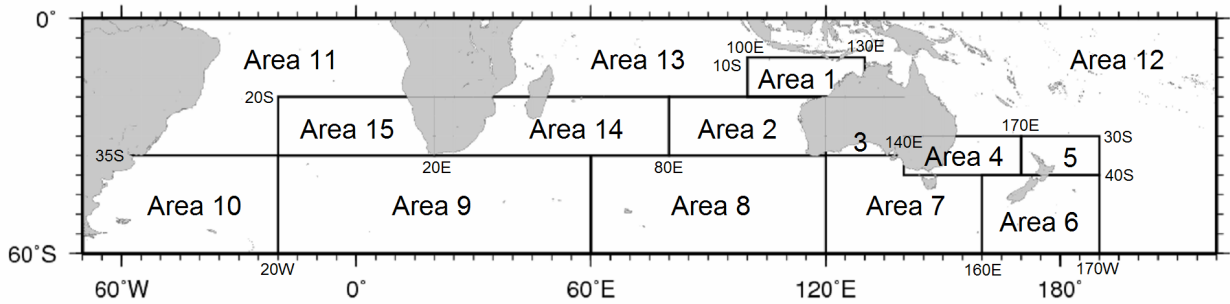 0°
100E
130E
Area 11
Area 13
Area 12
10S
Area 1
20S
Area 15
Area 14
Area 2
170E
30S
3
140E
35S
Area 4
5
20E
80E
40S
Area 10
Area 9
Area 8
Area 7
Area 6
60°S
20W
160E
170W
60°W
0°
60°E
120°E
180°